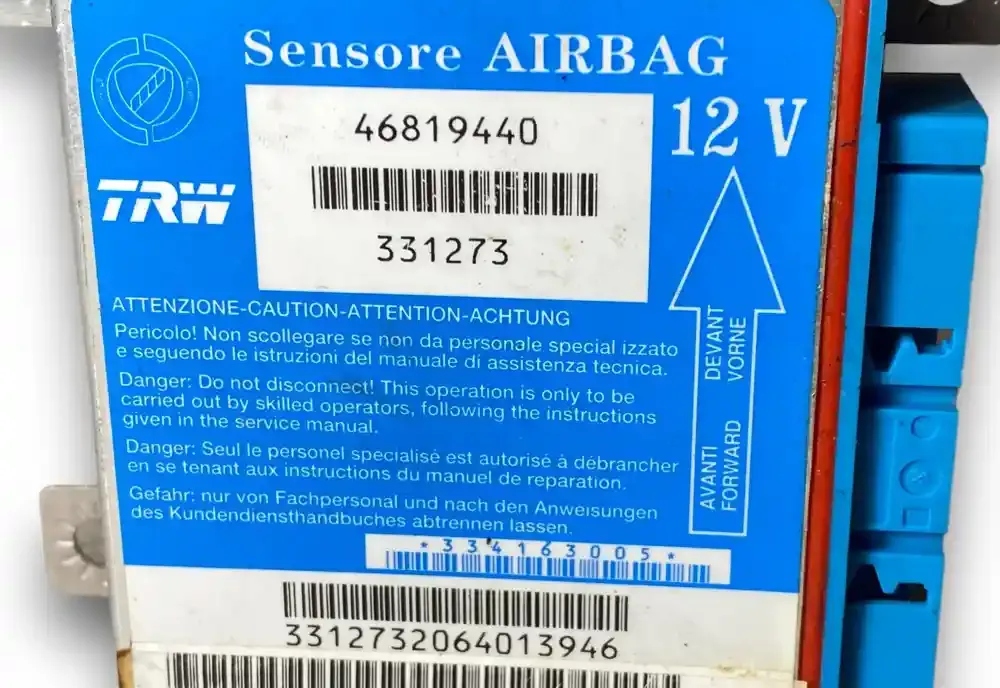 Sensore AIRBAG
46819440
12 V
TRW
331273
ATTENZIONE-CAUTION-ATTENTION-ACHTUNG
Pericolo! Non scollegare se non da personale special izzato
e seguendo le istruzioni del manuale di assistenza tecnica.
Danger: Do not disconnect! This operation is only to be
carried out by skilled operators, following the instructions
given in the service manual.
Danger: Seul le personel specialisé est autorisé à débrancher
en se tenant aux instructions du manuel de reparation.
Gefahr: nur von Fachpersonal und nach den Anweisungen
des Kundendiensthandbuches abtrennen lassen.
AVANTI DEVANT
FORWARD VORNE
*334163005*
3312732064013946